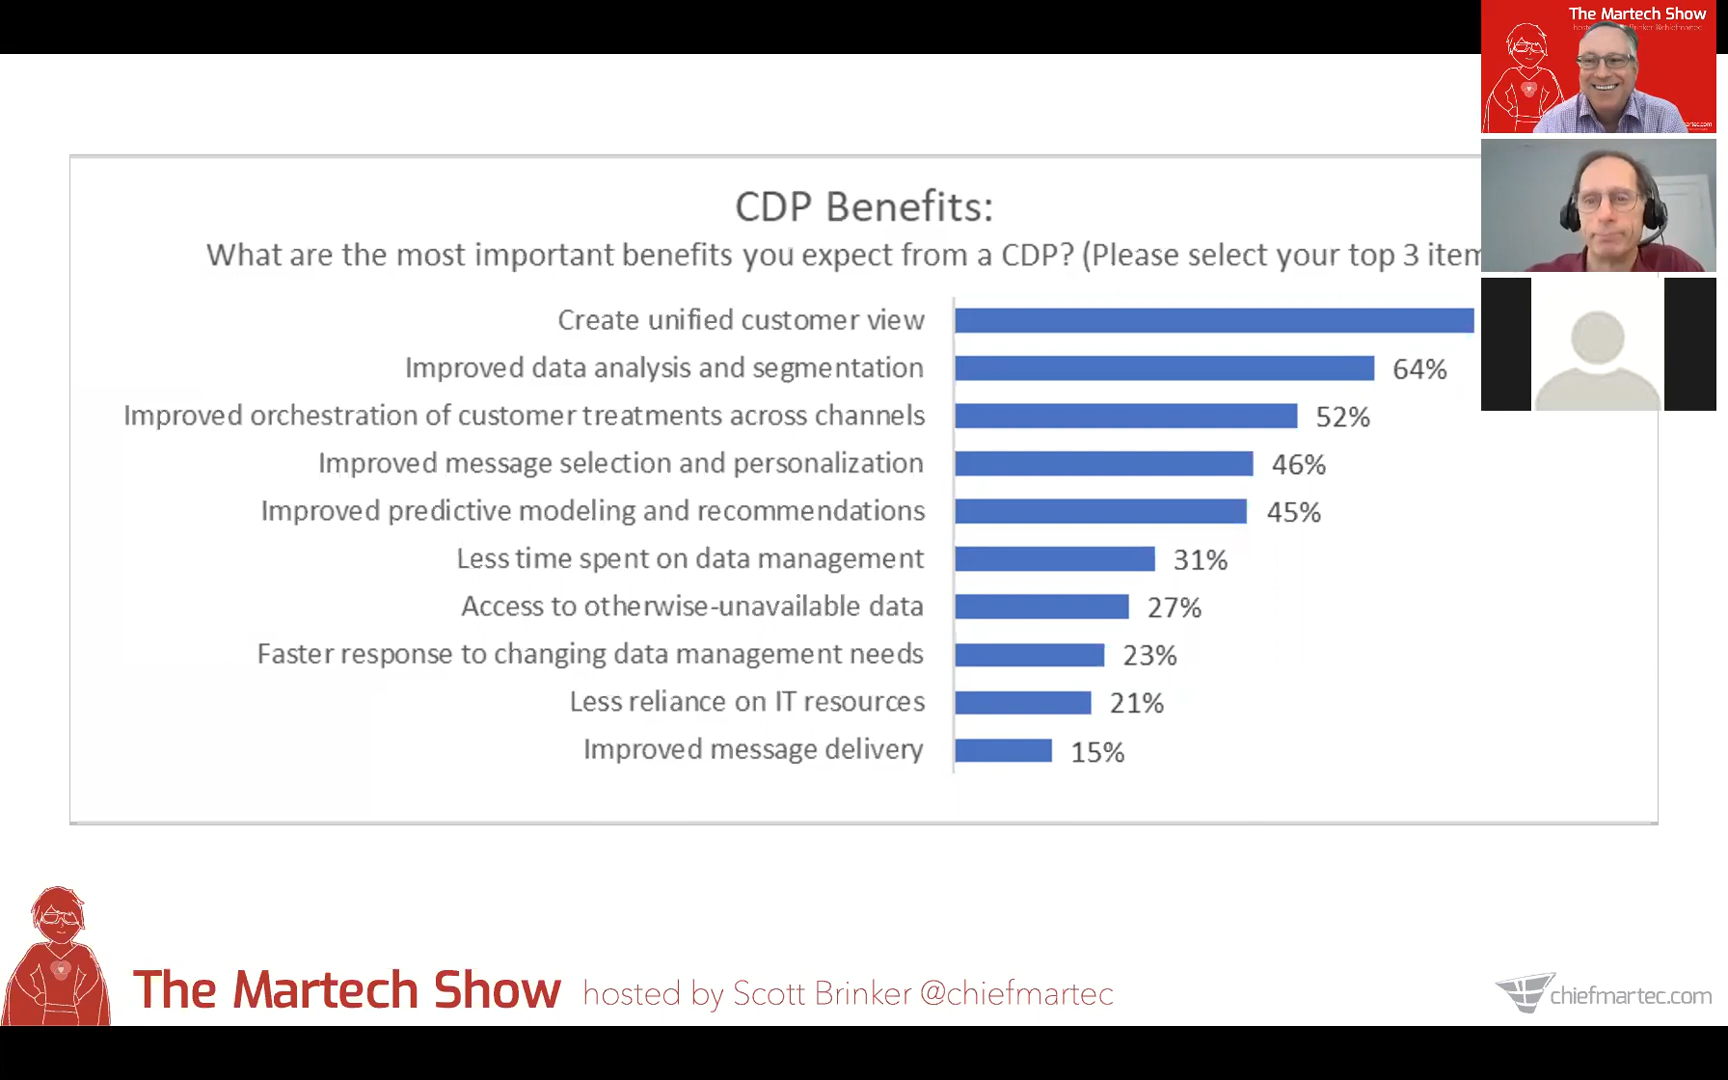 The Martech Show
CDP Benefits:
What are the most important benefits you expect from a CDP? (Please select your top 3 item
Create unified customer view
Improved data analysis and segmentation 64%
Improved orchestration of customer treatments across channels 52%
Improved message selection and personalization 46%
Improved predictive modeling and recommendations 45%
Less time spent on data management 31%
Access to otherwise-unavailable data 27%
Faster response to changing data management needs 23%
Less reliance on IT resources 21%
Improved message delivery 15%
The Martech Show hosted by Scott Brinker @chiefmartec
chiefmartec.com